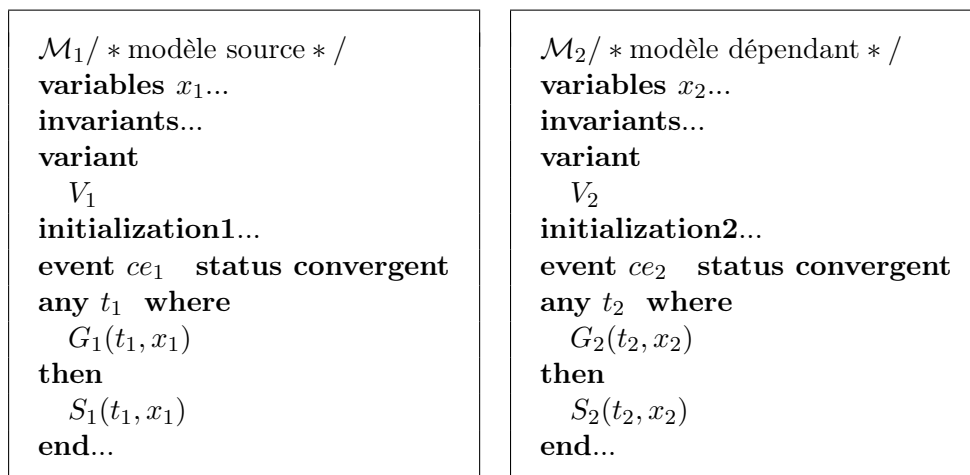 M₁/ * modèle source * /
variables x₁...
invariants...
variant
V₁
initialization1...
event ce₁ status convergent
any t₁ where
G₁(t₁, x₁)
then
S₁(t₁, x₁)
end...
M₂/ * modèle dépendant * /
variables x₂...
invariants...
variant
V₂
initialization2...
event ce₂ status convergent
any t₂ where
G₂(t₂, x₂)
then
S₂(t₂, x₂)
end...